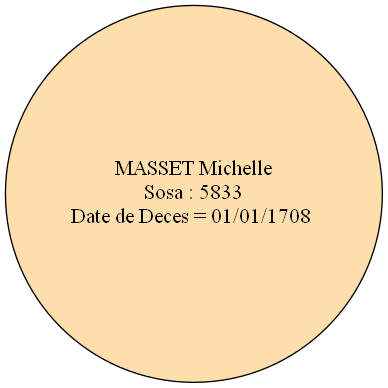 MASSET Michelle
Sosa : 5833
Date de Deces = 01/01/1708